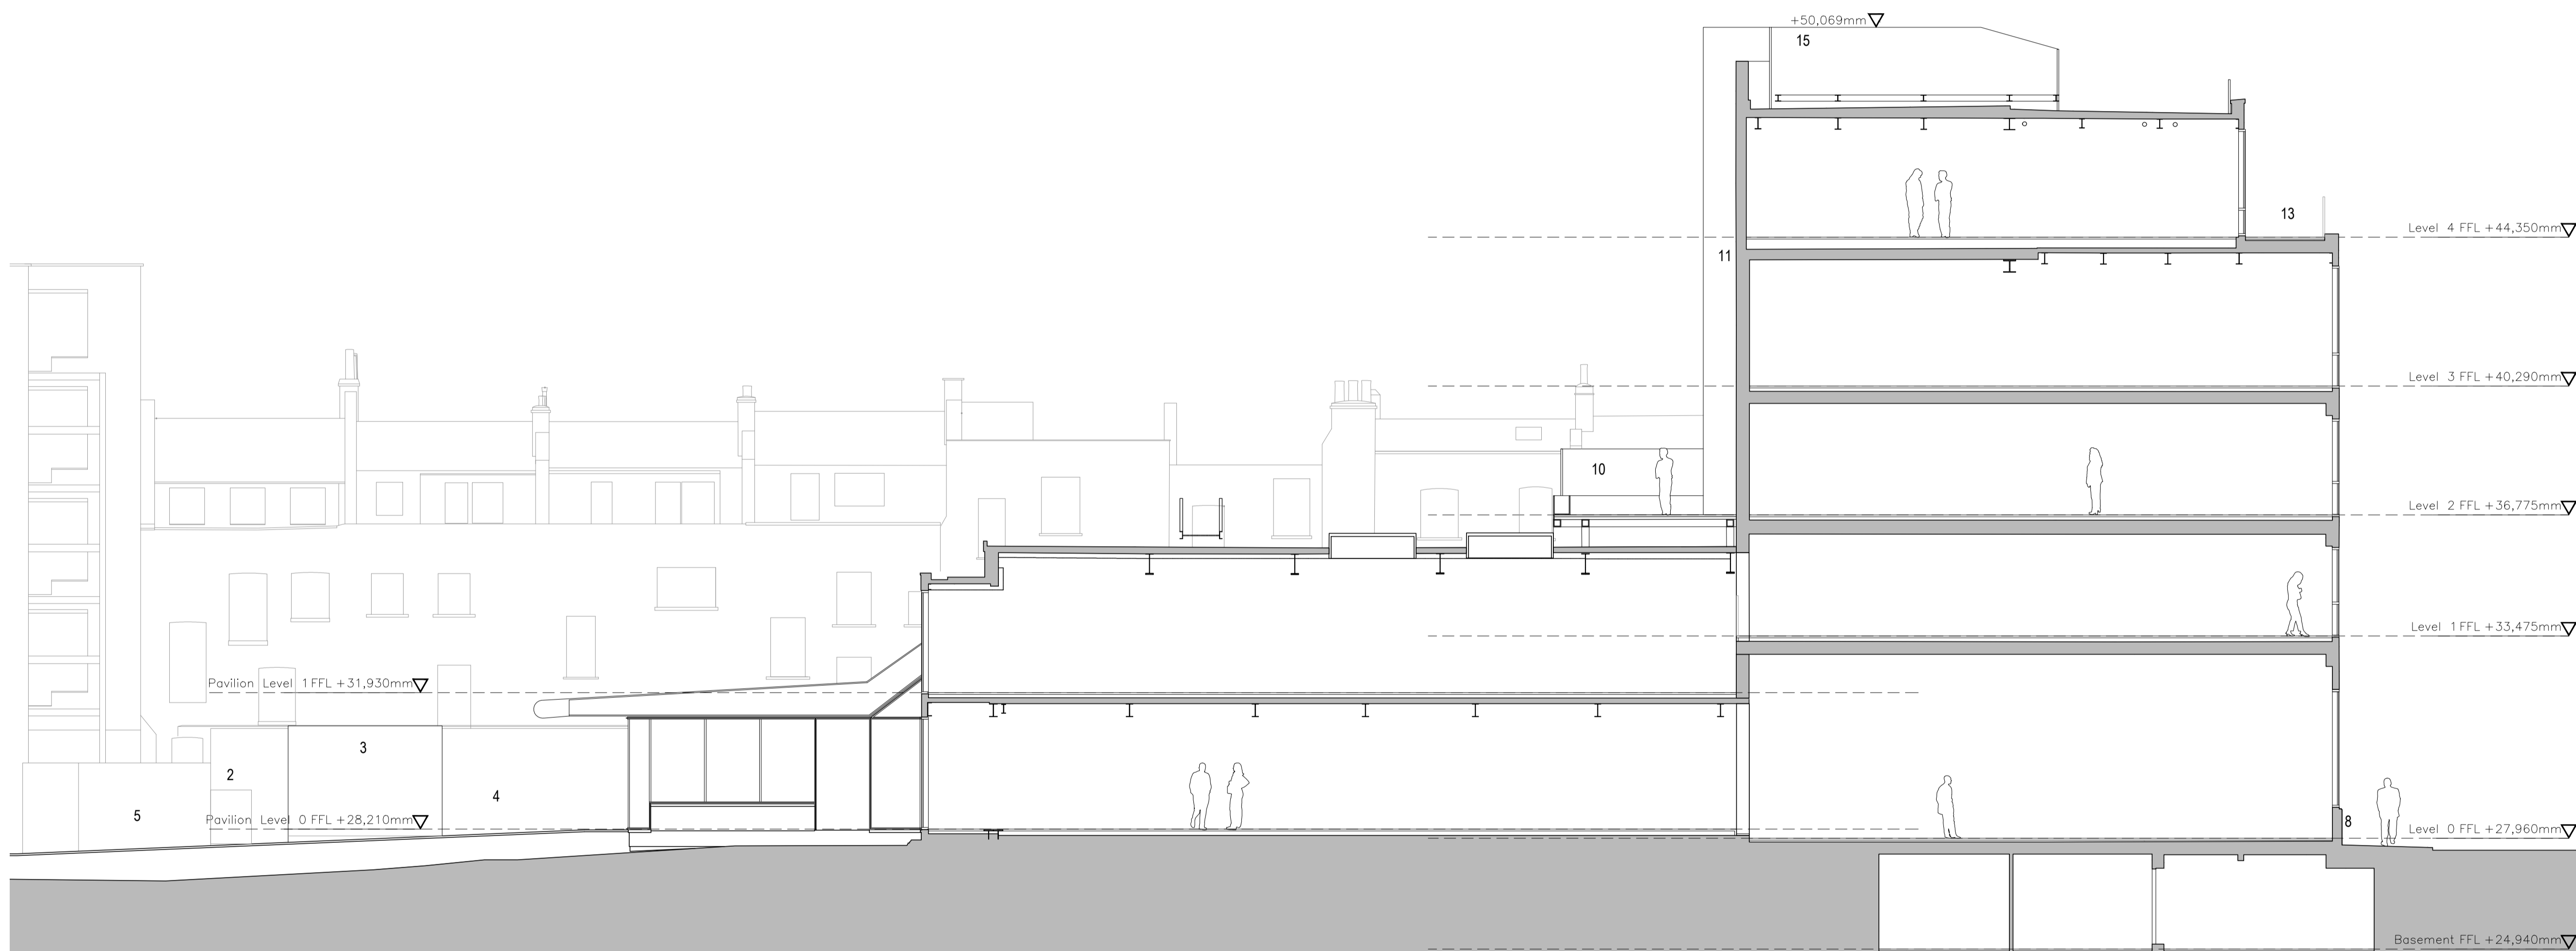 +50,069mm
15
13
Level 4 FFL +44,350mm
11
Level 3 FFL +40,290mm
10
Level 2 FFL +36,775mm
Level 1 FFL +33,475mm
Pavilion Level 1 FFL +31,930mm
3
2
4
5
Pavilion Level 0 FFL +28,210mm
8
Level 0 FFL +27,960mm
Basement FFL +24,940mm